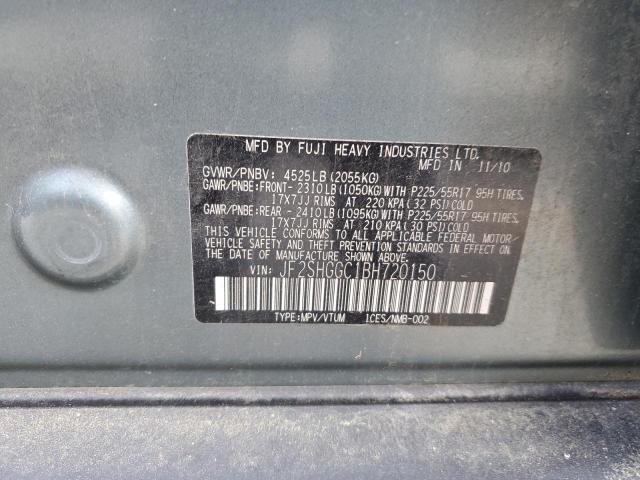 MFD BY FUJI HEAVY INDUSTRIES LTD.
MFD IN 11/10
GVWR/PNBV: 4525LB (2055KG)
GAWR/PNBE:FRONT- 2310LB (1050KG) WITH P225/55R17 95H TIRES,
17X7JJ RIMS AT 220 KPA (32 PSI) COLD
GAWR/PNBE:REAR - 2410LB (1095KG) WITH P225/55R17 95H TIRES,
17X7JJ RIMS AT 210 KPA (30 PSI) COLD
THIS VEHICLE CONFORMS TO ALL APPLICABLE FEDERAL MOTOR
VEHICLE SAFETY AND THEFT PREVENTION STANDARDS IN EFFECT ON
THE DATE OF MANUFACTURE SHOWN ABOVE.
VIN: JF2SHGGC1BH720150
TYPE:MPV/VTUM 1CES/NMB-002